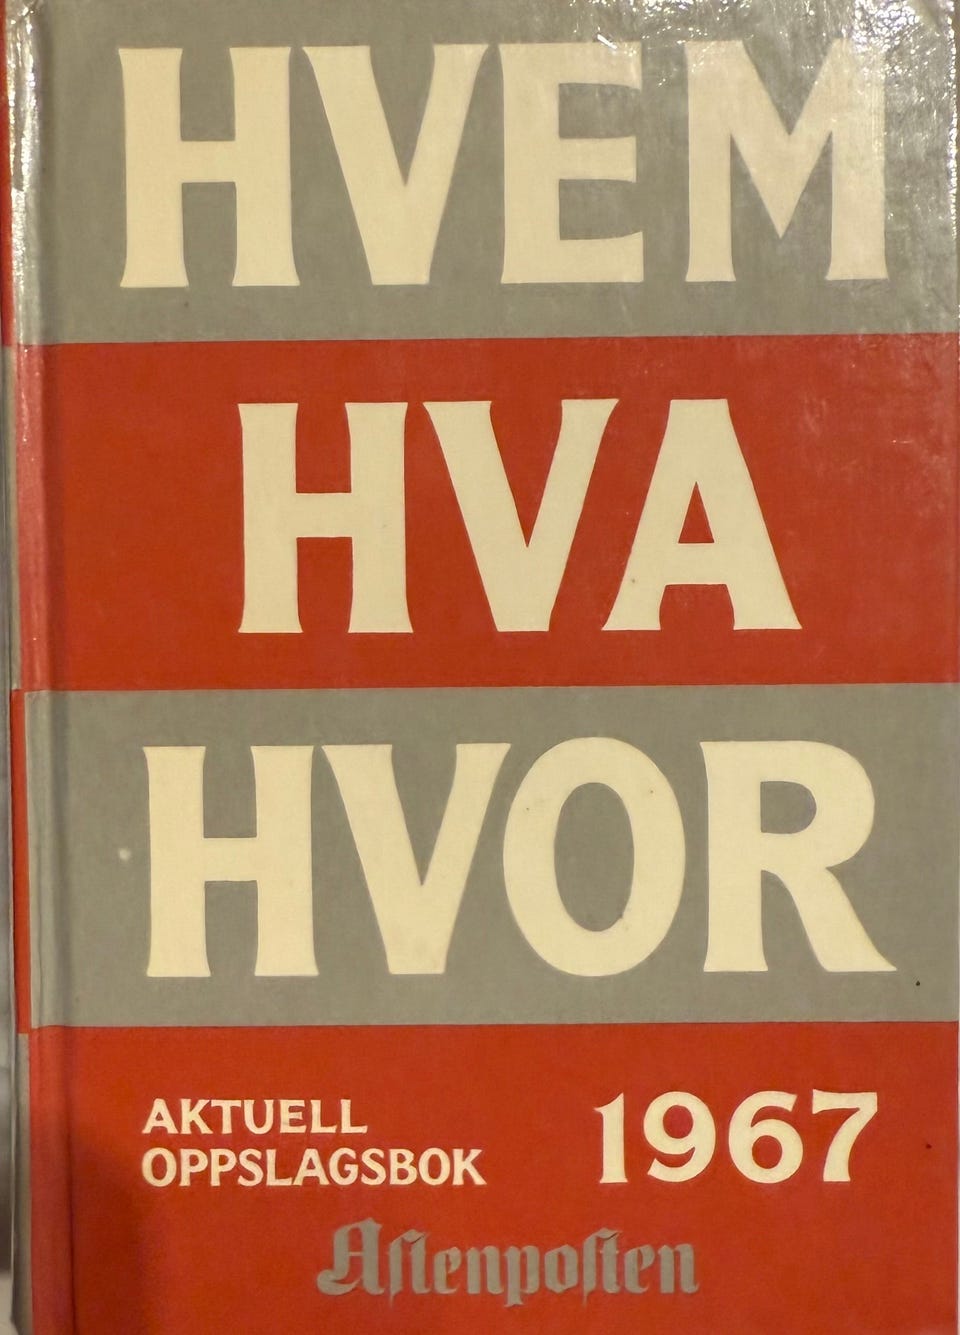 HVEM
HVA
HVOR
AKTUELL
OPPSLAGSBOK
1967
Aftenposten